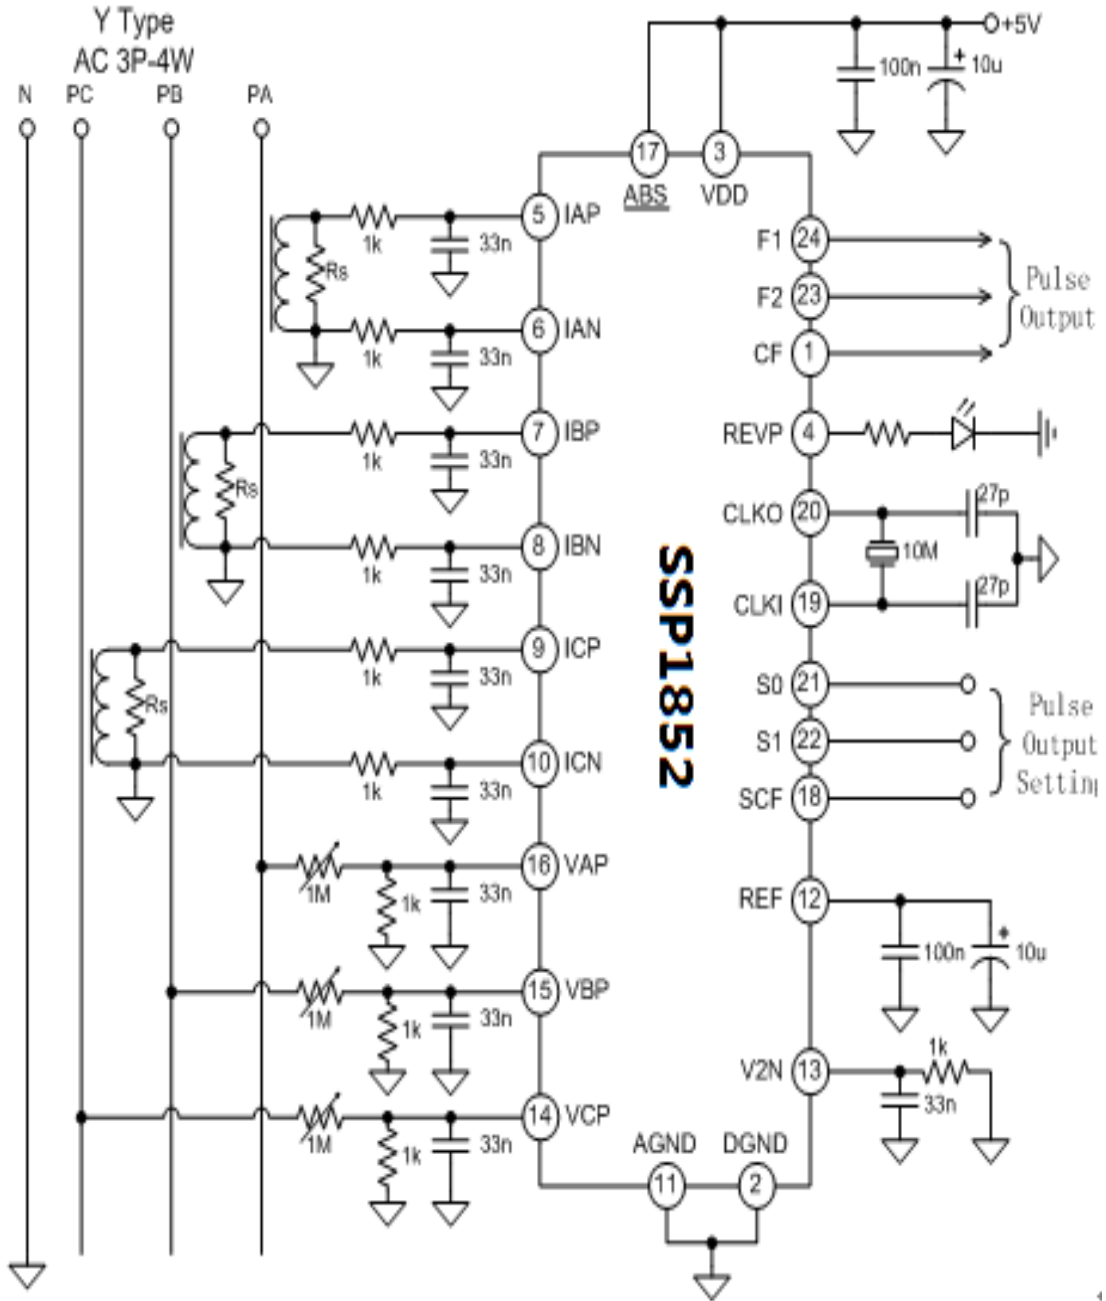 Y Type
AC 3P-4W
N PC PB PA
+5V
100n
10u
17
3
ABS
VDD
5 IAP
1k
33n
Rs
6 IAN
1k
33n
7 IBP
1k
33n
Rs
8 IBN
1k
33n
9 ICP
1k
33n
Rs
10 ICN
1k
33n
16 VAP
1M
1k
33n
15 VBP
1M
1k
33n
14 VCP
1M
1k
33n
SSP1852
F1 24
F2 23
CF 1
Pulse
Output
REVP 4
CLKO 20
27p
10M
CLKI 19
27p
S0 21
S1 22
SCF 18
Pulse
Output
Settin
REF 12
100n
10u
V2N 13
1k
33n
AGND
DGND
11
2